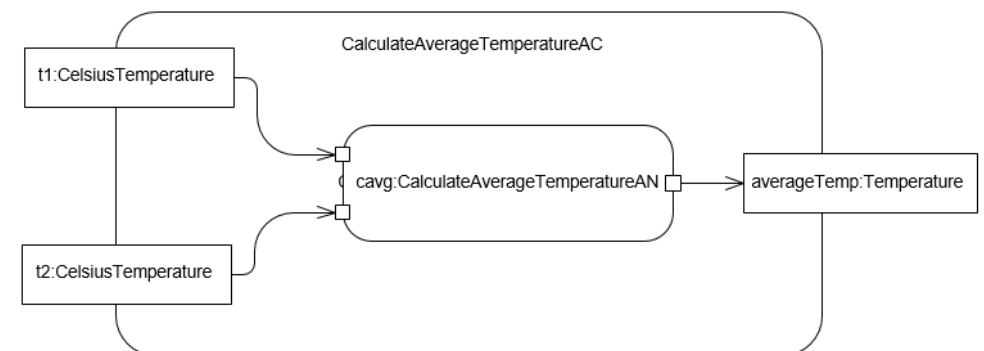 CalculateAverageTemperatureAC
t1:CelsiusTemperature
cavg:CalculateAverageTemperatureAN
averageTemp:Temperature
t2:CelsiusTemperature